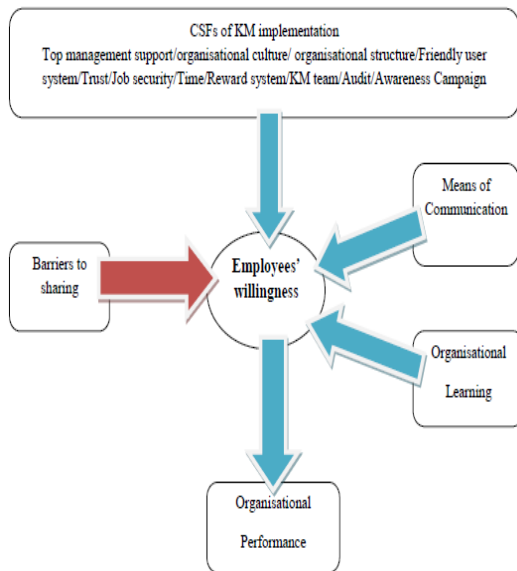 CSFs of KM implementation
Top management support/organisational culture/ organisational structure/Friendly user
system/Trust/Job security/Time/Reward system/KM team/Audit/Awareness Campaign
Means of
Communication
Barriers to
sharing
Employees’
willingness
Organisational
Learning
Organisational
Performance